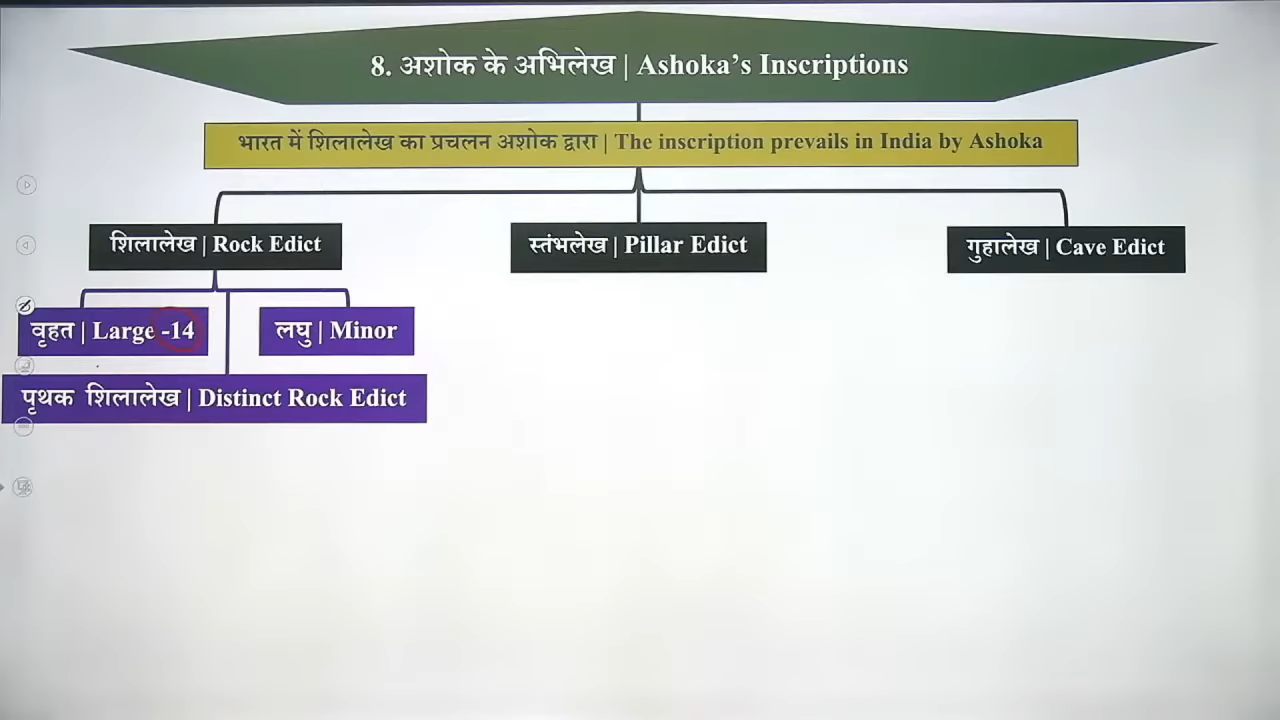 8. अशोक के अभिलेख | Ashoka’s Inscriptions
भारत में शिलालेख का प्रचलन अशोक द्वारा | The inscription prevails in India by Ashoka
शिलालेख | Rock Edict
स्तंभलेख | Pillar Edict
गुहालेख | Cave Edict
वृहत | Large -14
लघु | Minor
पृथक शिलालेख | Distinct Rock Edict